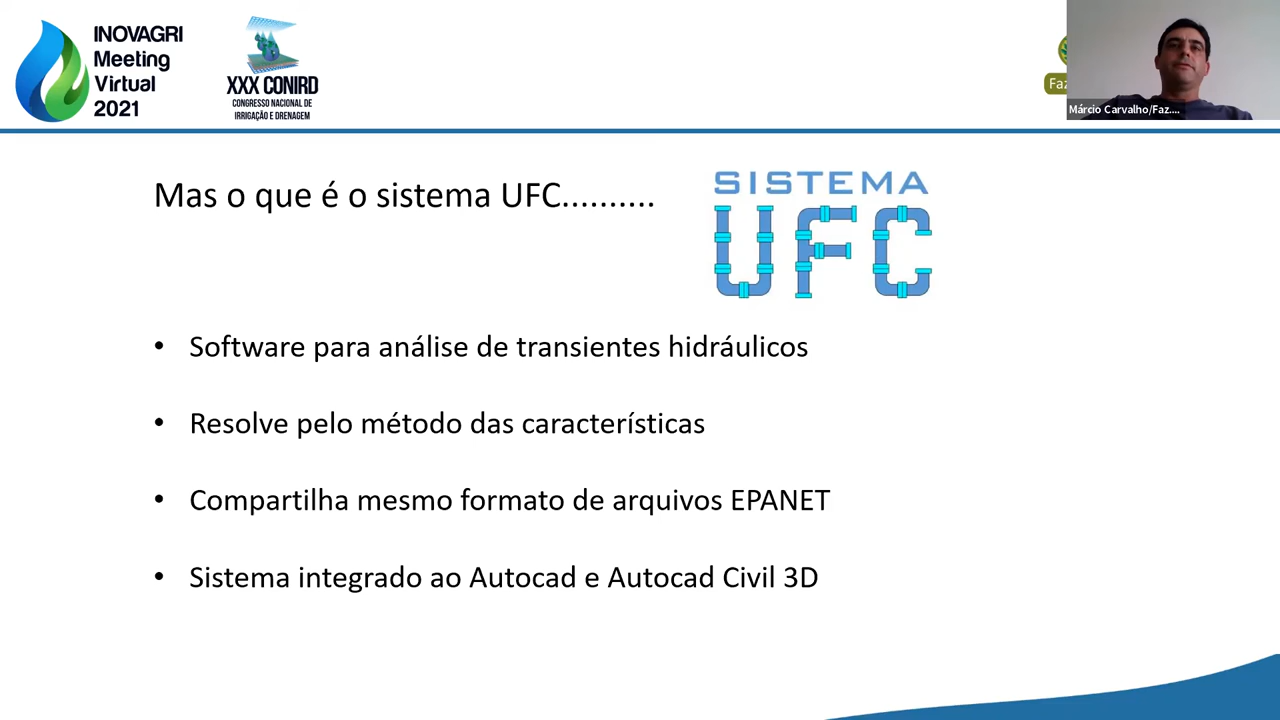 INOVAGRI
Meeting
Virtual
2021
XXX CONIRD
CONGRESSO NACIONAL DE
IRRIGAÇÃO E DRENAGEM
Faz
Márcio Carvalho/Faz....
Mas o que é o sistema UFC..........
SISTEMA
UFC
• Software para análise de transientes hidráulicos
• Resolve pelo método das características
• Compartilha mesmo formato de arquivos EPANET
• Sistema integrado ao Autocad e Autocad Civil 3D